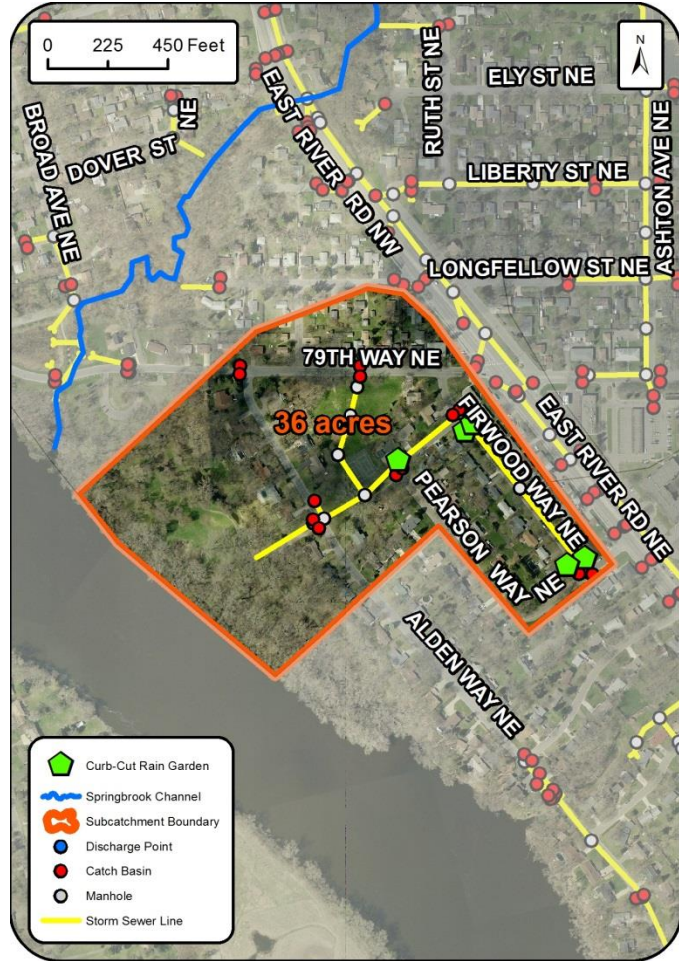 0 225 450 Feet
N
BROAD AVE NE
DOVER ST NE
EAST RIVER RD NW
RUTH ST NE
ELY ST NE
LIBERTY ST NE
ASHTON AVE NE
LONGFELLOW ST NE
79TH WAY NE
36 acres
FIRWOOD WAY NE
EAST RIVER RD NE
PEARSON WAY NE
ALDEN WAY NE
Curb-Cut Rain Garden
Springbrook Channel
Subcatchment Boundary
Discharge Point
Catch Basin
Manhole
Storm Sewer Line